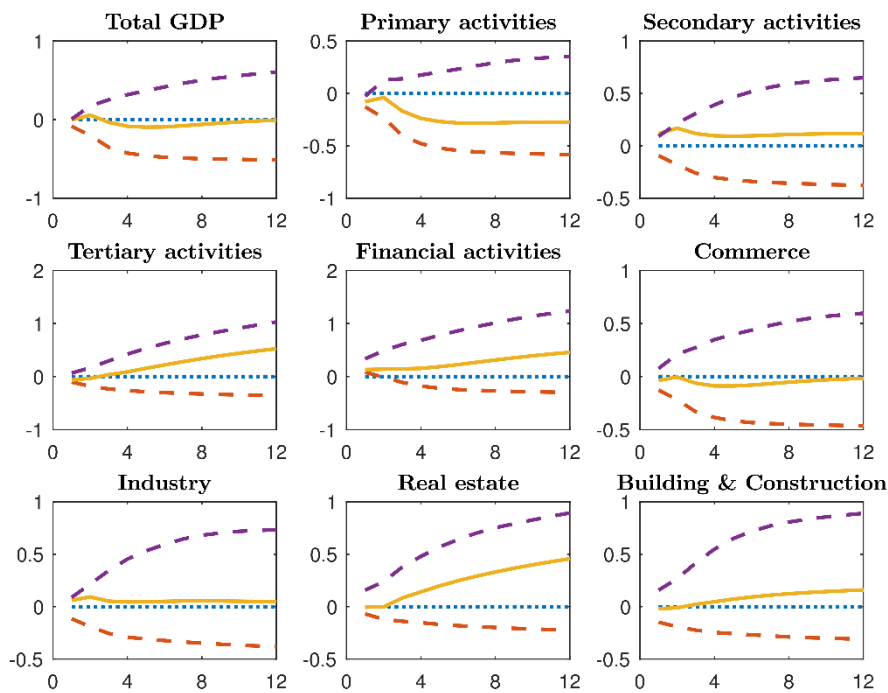 Total GDP
1
0
-1
0 4 8 12
Primary activities
0.5
0
-0.5
-1
0 4 8 12
Secondary activities
1
0.5
0
-0.5
0 4 8 12
Tertiary activities
2
1
0
-1
0 4 8 12
Financial activities
2
1
0
-1
0 4 8 12
Commerce
1
0.5
0
-0.5
0 4 8 12
Industry
1
0.5
0
-0.5
0 4 8 12
Real estate
1
0.5
0
-0.5
0 4 8 12
Building & Construction
1
0.5
0
-0.5
0 4 8 12